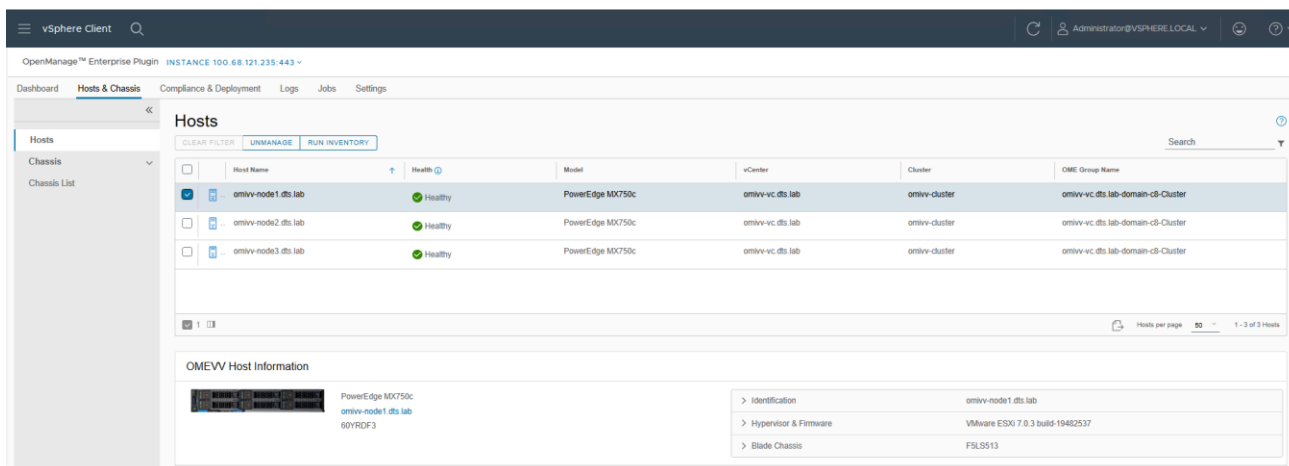 vSphere Client
Administrator@VSPHERE.LOCAL
OpenManage™ Enterprise Plugin INSTANCE 100.68.121.235:443
Dashboard Hosts & Chassis Compliance & Deployment Logs Jobs Settings
Hosts
Chassis
Chassis List
Hosts
CLEAR FILTER UNMANAGE RUN INVENTORY
Search
Host Name Health Model vCenter Cluster OME Group Name
omivv-node1.dts.lab Healthy PowerEdge MX750c omivv-vc.dts.lab omivv-cluster omivv-vc.dts.lab-domain-c8-Cluster
omivv-node2.dts.lab Healthy PowerEdge MX750c omivv-vc.dts.lab omivv-cluster omivv-vc.dts.lab-domain-c8-Cluster
omivv-node3.dts.lab Healthy PowerEdge MX750c omivv-vc.dts.lab omivv-cluster omivv-vc.dts.lab-domain-c8-Cluster
1
Hosts per page 50 1 - 3 of 3 Hosts
OMEVV Host Information
PowerEdge MX750c
omivv-node1.dts.lab
60YRDF3
Identification omivv-node1.dts.lab
Hypervisor & Firmware VMware ESXi 7.0.3 build-19482537
Blade Chassis F5LS513